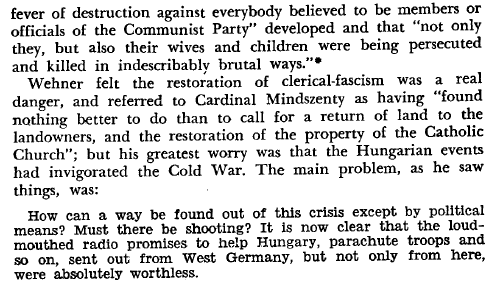 fever of destruction against everybody believed to be members or
officials of the Communist Party” developed and that “not only
they, but also their wives and children were being persecuted
and killed in indescribably brutal ways.”*
Wehner felt the restoration of clerical-fascism was a real
danger, and referred to Cardinal Mindszenty as having “found
nothing better to do than to call for a return of land to the
landowners, and the restoration of the property of the Catholic
Church”; but his greatest worry was that the Hungarian events
had invigorated the Cold War. The main problem, as he saw
things, was:
How can a way be found out of this crisis except by political
means? Must there be shooting? It is now clear that the loud-
mouthed radio promises to help Hungary, parachute troops and
so on, sent out from West Germany, but not only from here,
were absolutely worthless.